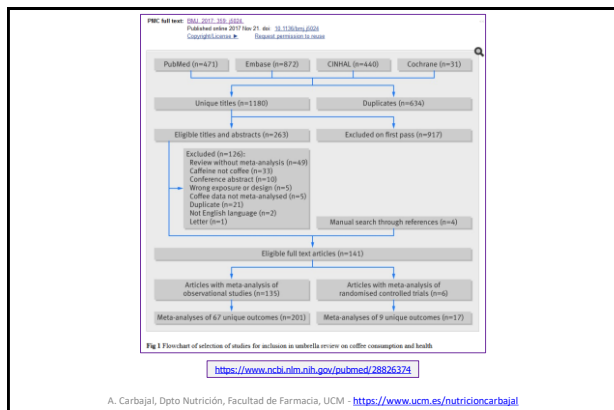 PMC full text: BMJ. 2017; 359: j5024.
Published online 2017 Nov 21. doi: 10.1136/bmj.j5024
Copyright/License ► Request permission to reuse
PubMed (n=471)
Embase (n=872)
CINHAL (n=440)
Cochrane (n=31)
Unique titles (n=1180)
Duplicates (n=634)
Eligible titles and abstracts (n=263)
Excluded on first pass (n=917)
Excluded (n=126):
Review without meta-analysis (n=49)
Caffeine not coffee (n=33)
Conference abstract (n=10)
Wrong exposure or design (n=5)
Coffee data not meta-analysed (n=5)
Duplicate (n=21)
Not English language (n=2)
Letter (n=1)
Manual search through references (n=4)
Eligible full text articles (n=141)
Articles with meta-analysis of
observational studies (n=135)
Articles with meta-analysis of
randomised controlled trials (n=6)
Meta-analyses of 67 unique outcomes (n=201)
Meta-analyses of 9 unique outcomes (n=17)
Fig 1 Flowchart of selection of studies for inclusion in umbrella review on coffee consumption and health
https://www.ncbi.nlm.nih.gov/pubmed/28826374
A. Carbajal, Dpto Nutrición, Facultad de Farmacia, UCM - https://www.ucm.es/nutricioncarbajal